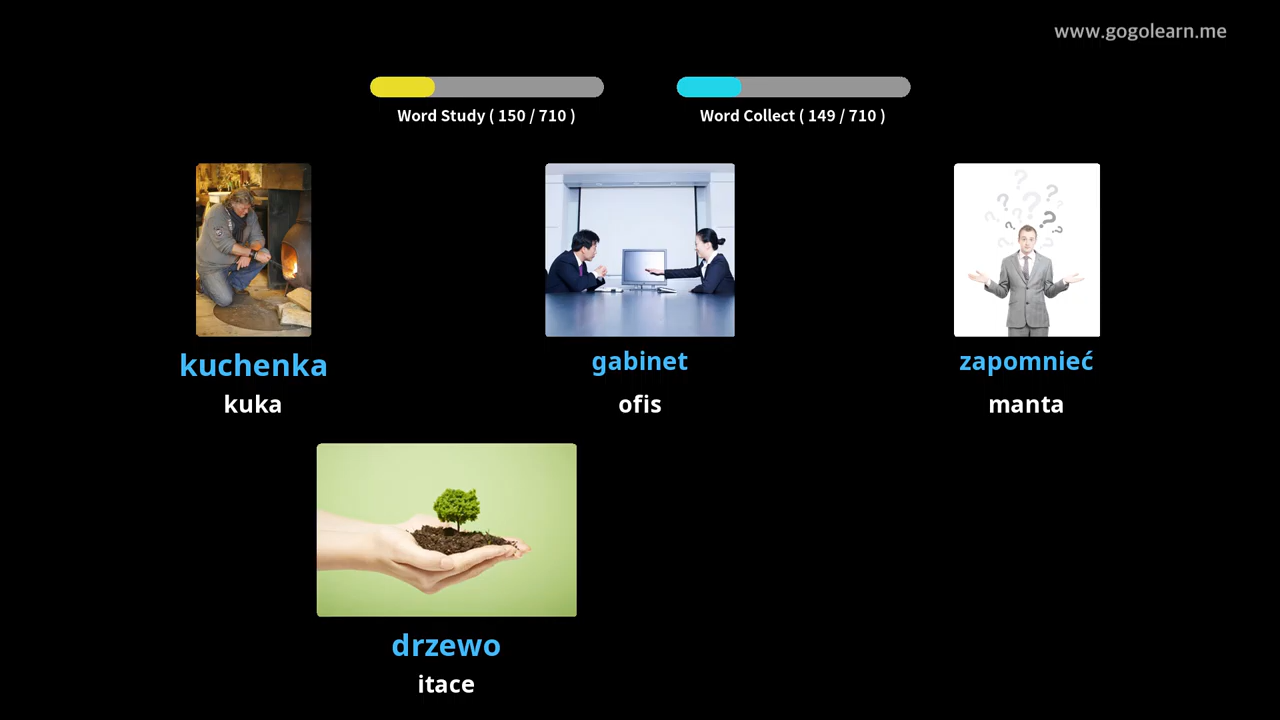 www.gogolearn.me
Word Study ( 150 / 710 )
Word Collect ( 149 / 710 )
kuchenka
kuka
gabinet
ofis
zapomnieć
manta
drzewo
itace